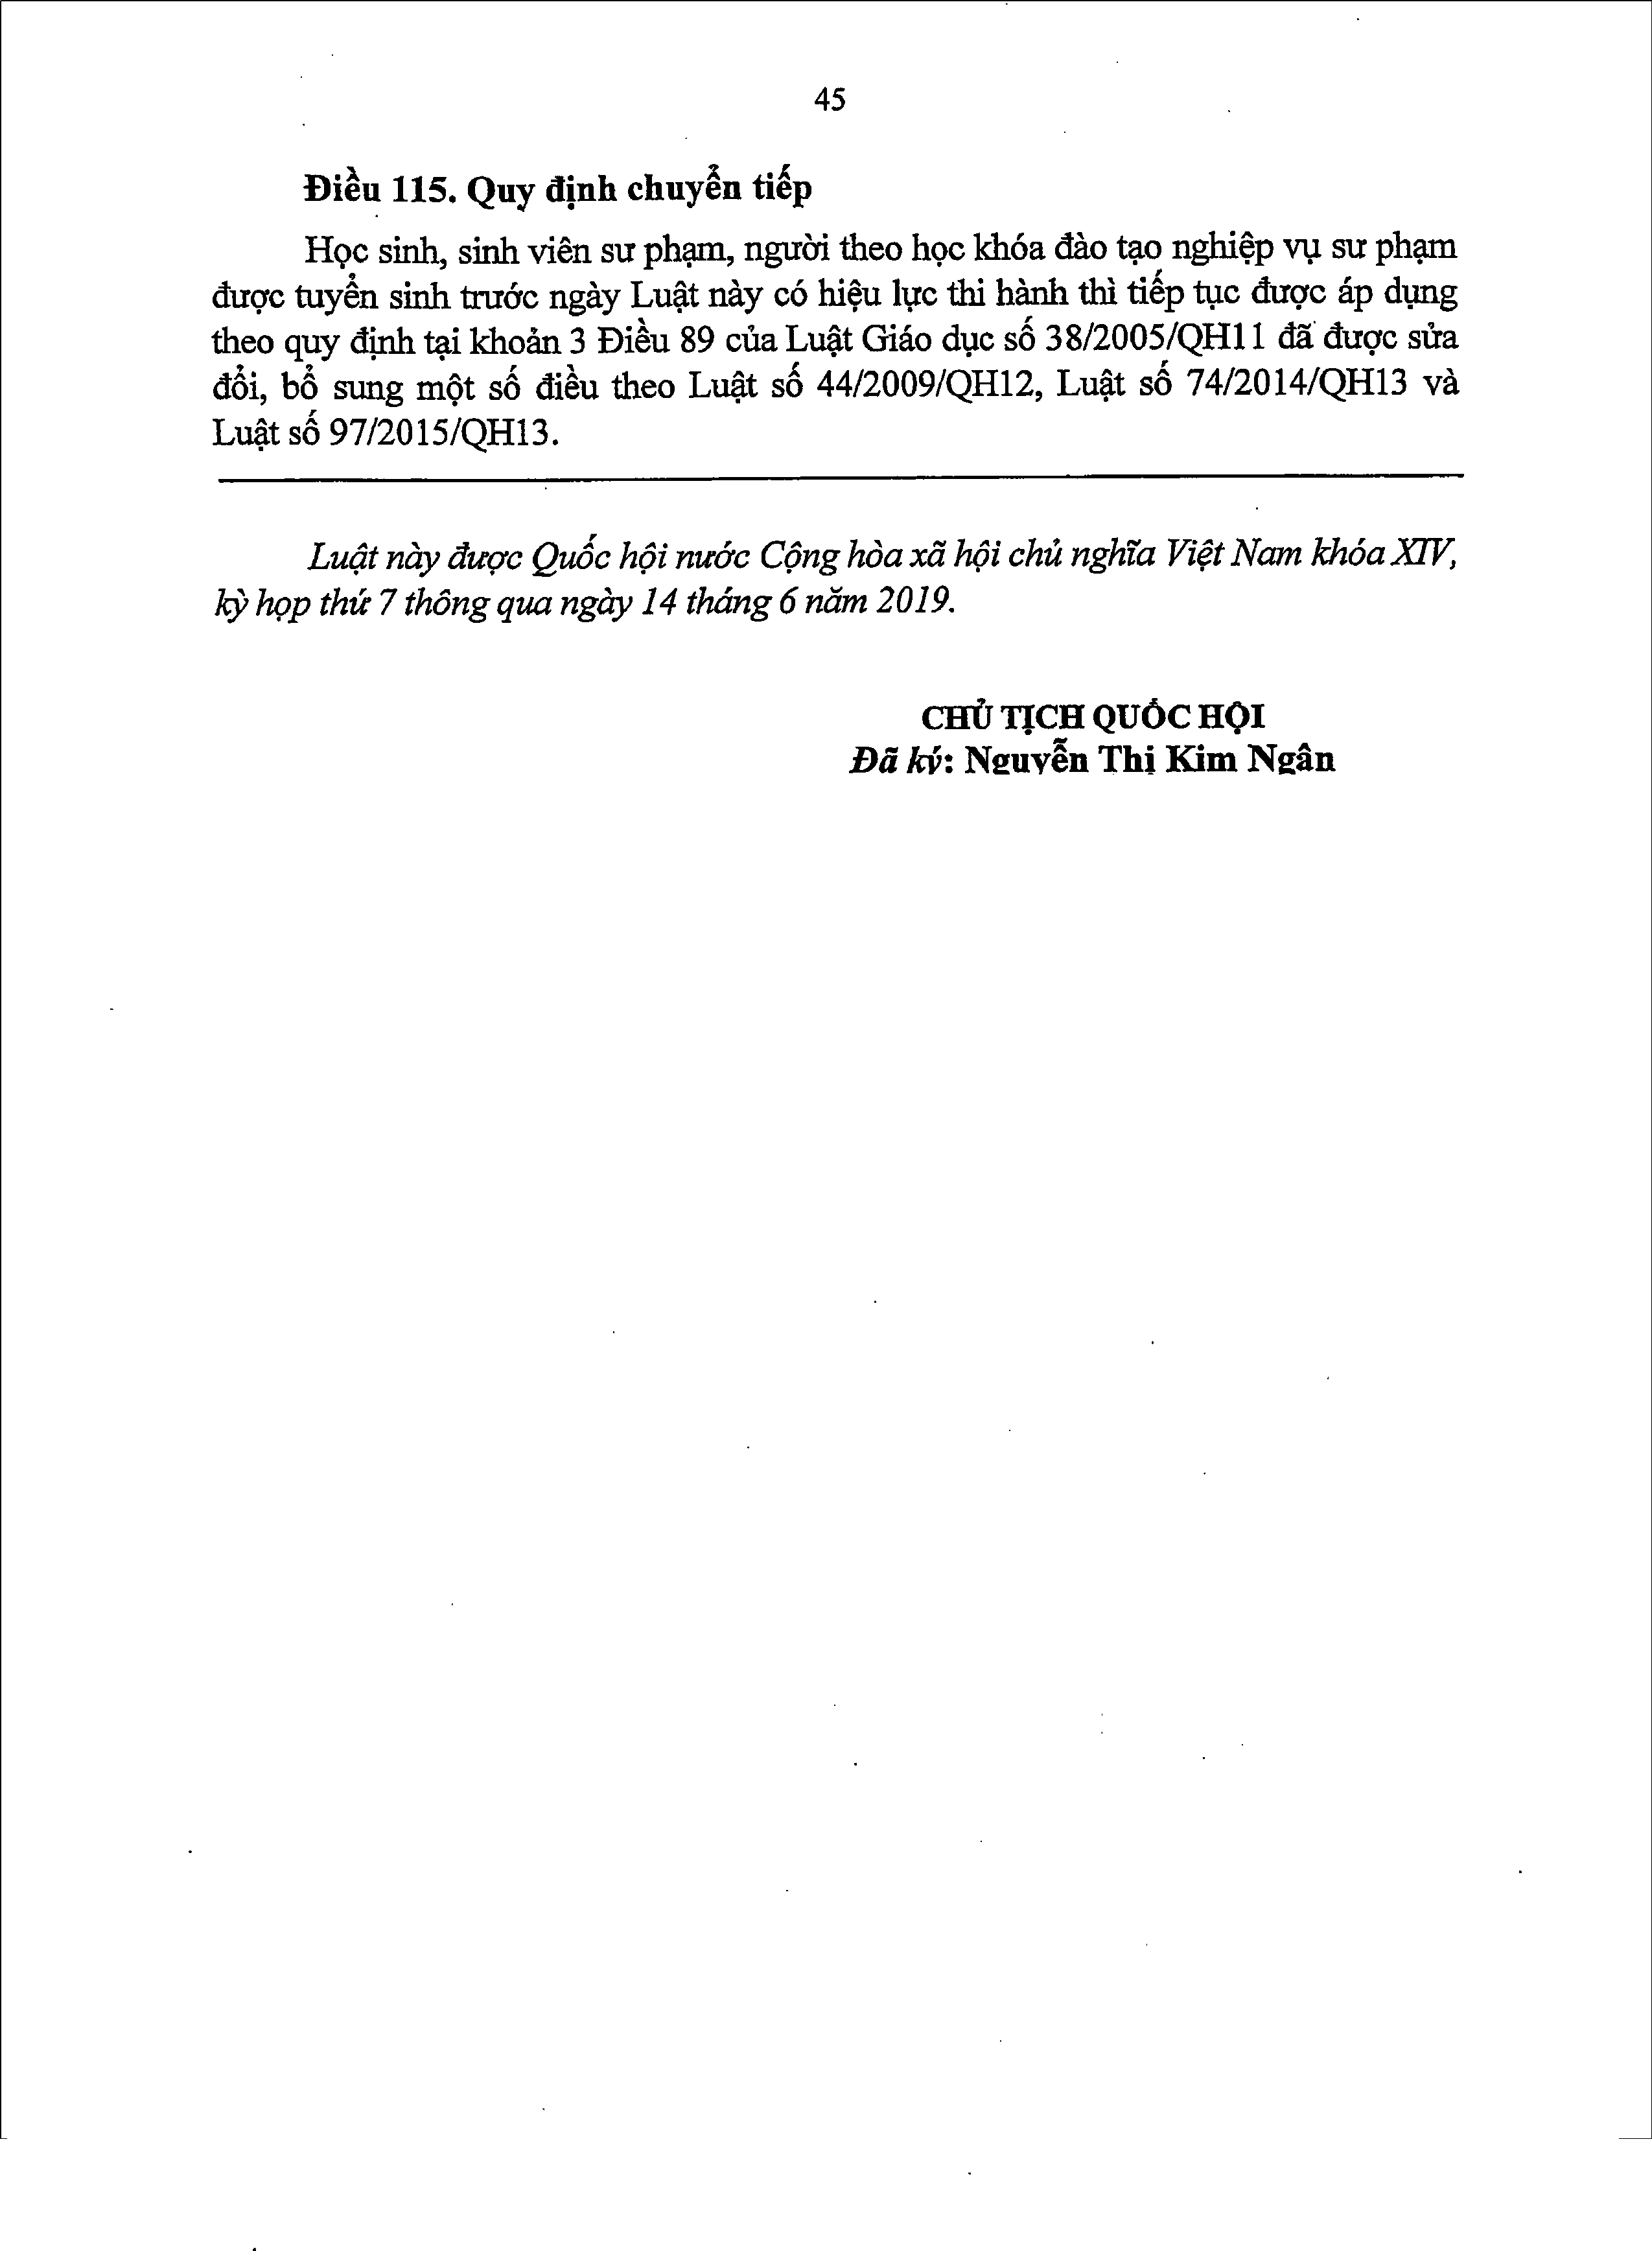 45
Điều 115. Quy định chuyển tiếp
Học sinh, sinh viên sư phạm, người theo học khóa đào tạo nghiệp vụ sư phạm
được tuyển sinh trước ngày Luật này có hiệu lực thi hành thì tiếp tục được áp dụng
theo quy định tại khoản 3 Điều 89 của Luật Giáo dục số 38/2005/QH11 đã được sửa
đổi, bổ sung một số điều theo Luật số 44/2009/QH12, Luật số 74/2014/QH13 và
Luật số 97/2015/QH13.
Luật này được Quốc hội nước Cộng hòa xã hội chủ nghĩa Việt Nam khóa XIV,
kỳ họp thứ 7 thông qua ngày 14 tháng 6 năm 2019.
CHỦ TỊCH QUỐC HỘI
Đã ký: Nguyễn Thị Kim Ngân